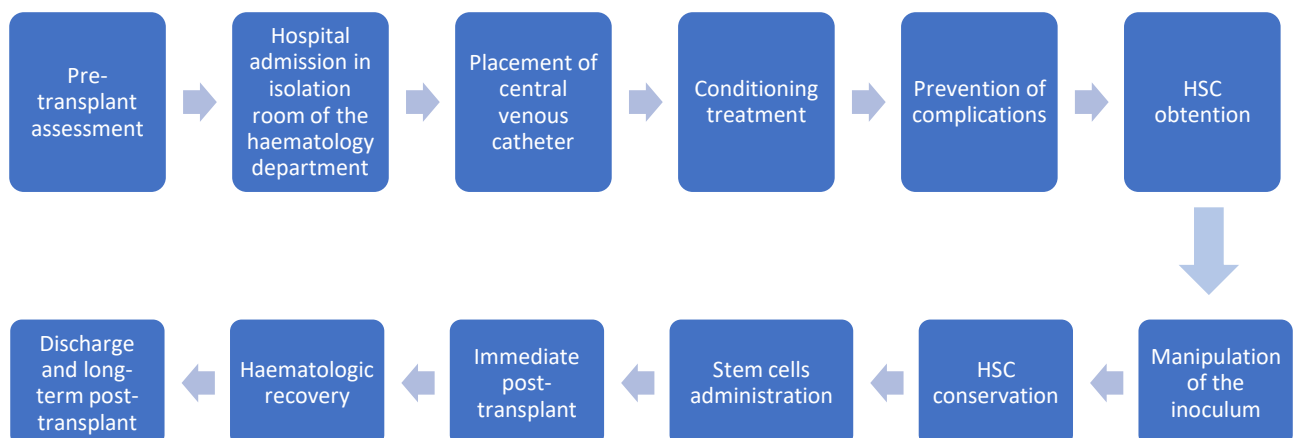 Pre-
transplant
assessment
Hospital
admission in
isolation
room of the
haematology
department
Placement of
central
venous
catheter
Conditioning
treatment
Prevention of
complications
HSC
obtention
Manipulation
of the
inoculum
HSC
conservation
Stem cells
administration
Immediate
post-
transplant
Haematologic
recovery
Discharge
and long-
term post-
transplant